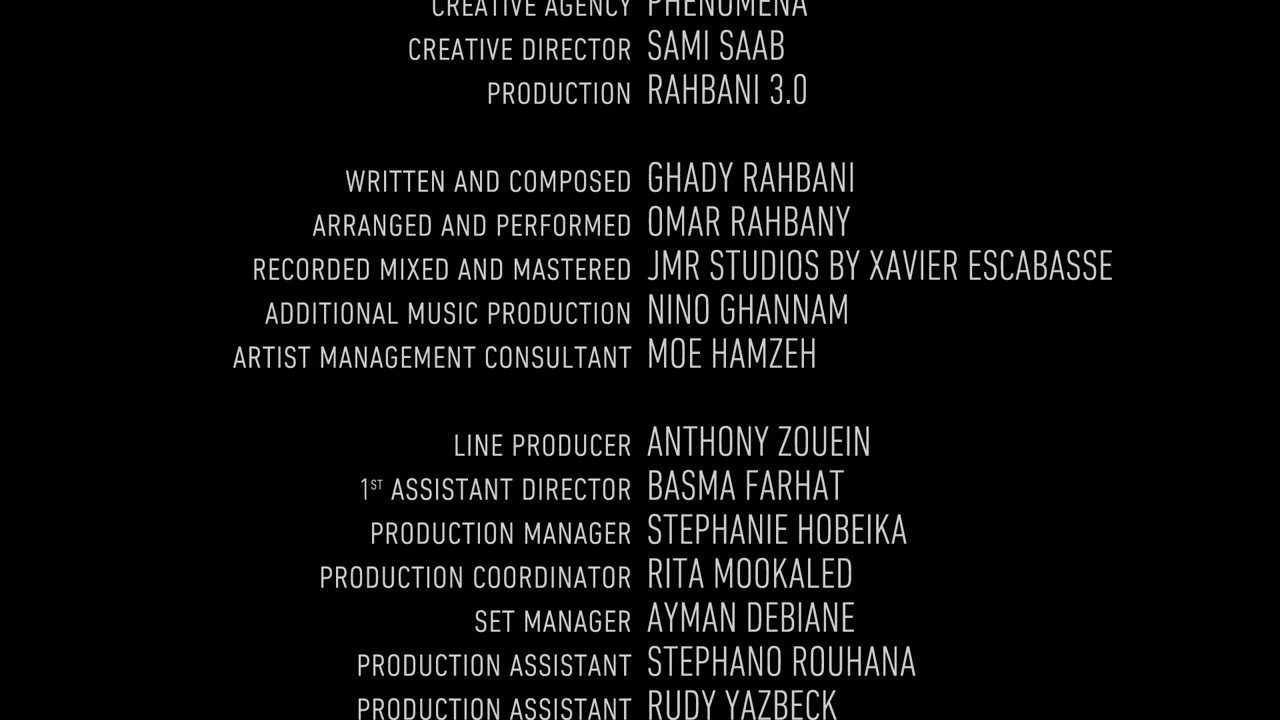 CREATIVE AGENCY PHENOMENA
CREATIVE DIRECTOR SAMI SAAB
PRODUCTION RAHBANI 3.0
WRITTEN AND COMPOSED GHADY RAHBANI
ARRANGED AND PERFORMED OMAR RAHBANY
RECORDED MIXED AND MASTERED JMR STUDIOS BY XAVIER ESCABASSE
ADDITIONAL MUSIC PRODUCTION NINO GHANNAM
ARTIST MANAGEMENT CONSULTANT MOE HAMZEH
LINE PRODUCER ANTHONY ZOUEIN
1ST ASSISTANT DIRECTOR BASMA FARHAT
PRODUCTION MANAGER STEPHANIE HOBEIKA
PRODUCTION COORDINATOR RITA MOOKALED
SET MANAGER AYMAN DEBIANE
PRODUCTION ASSISTANT STEPHANO ROUHANA
PRODUCTION ASSISTANT RUDY YAZBECK